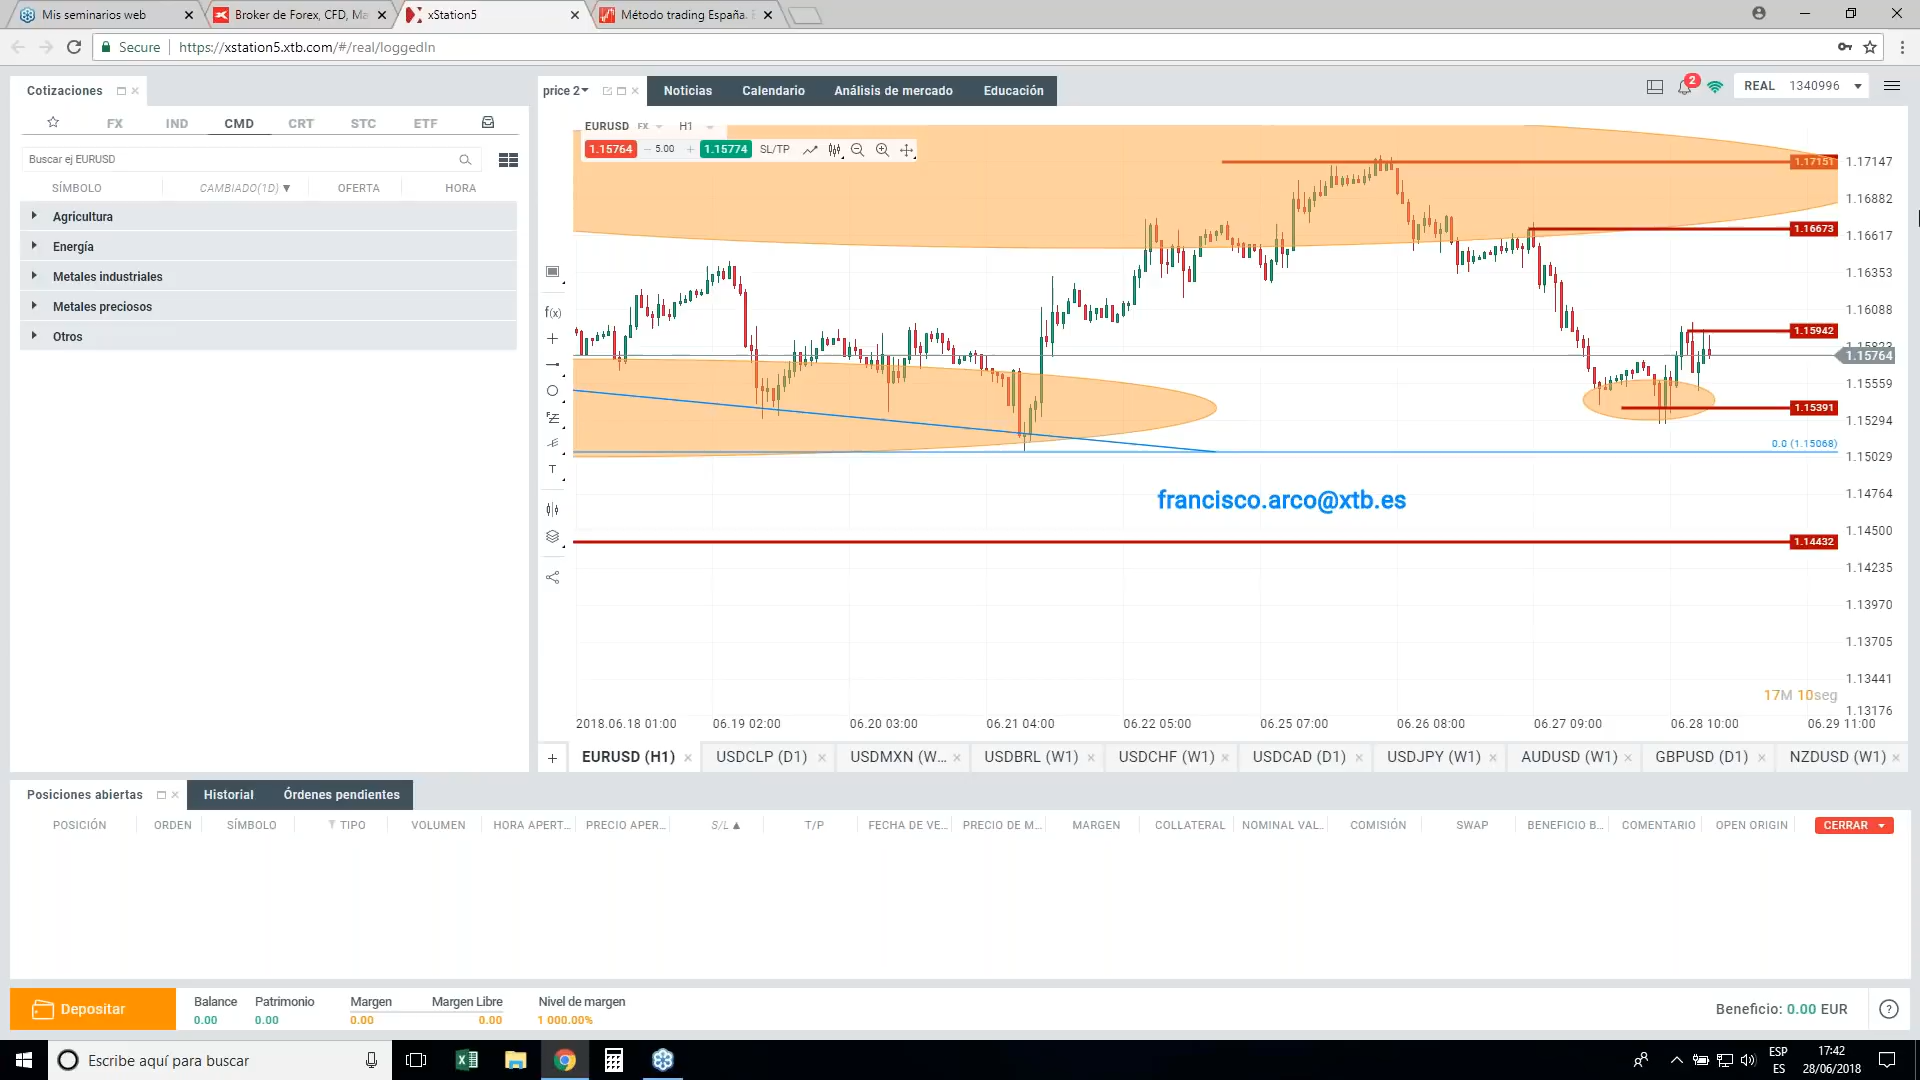 Mis seminarios web
Broker de Forex, CFD, Ma
xStation5
Método trading España.
Secure
https://xstation5.xtb.com/#/real/loggedIn
Cotizaciones
price 2
Noticias
Calendario
Análisis de mercado
Educación
2
REAL 1340996
FX
IND
CMD
CRT
STC
ETF
Buscar ej EURUSD
SÍMBOLO
CAMBIADO(1D)
OFERTA
HORA
Agricultura
Energía
Metales industriales
Metales preciosos
Otros
EURUSD FX H1
1.15764
5.00
1.15774
SL/TP
f(x)
T
1.17151
1.16673
1.15942
1.15764
1.15391
0.0 (1.15068)
1.14432
1.17147
1.16882
1.16617
1.16353
1.16088
1.15559
1.15294
1.15029
1.14764
1.14500
1.14235
1.13970
1.13705
1.13441
1.13176
francisco.arco@xtb.es
17M 10seg
2018.06.18 01:00
06.19 02:00
06.20 03:00
06.21 04:00
06.22 05:00
06.25 07:00
06.26 08:00
06.27 09:00
06.28 10:00
06.29 11:00
EURUSD (H1)
USDCLP (D1)
USDMXN (W...
USDBRL (W1)
USDCHF (W1)
USDCAD (D1)
USDJPY (W1)
AUDUSD (W1)
GBPUSD (D1)
NZDUSD (W1)
Posiciones abiertas
Historial
Órdenes pendientes
POSICIÓN
ORDEN
SÍMBOLO
TIPO
VOLUMEN
HORA APERT...
PRECIO APER...
S/L
T/P
FECHA DE VE...
PRECIO DE M...
MARGEN
COLLATERAL
NOMINAL VAL...
COMISIÓN
SWAP
BENEFICIO B...
COMENTARIO
OPEN ORIGIN
CERRAR
Depositar
Balance
0.00
Patrimonio
0.00
Margen
0.00
Margen Libre
0.00
Nivel de margen
1 000.00%
Beneficio: 0.00 EUR
Escribe aquí para buscar
ESP
ES
17:42
28/06/2018